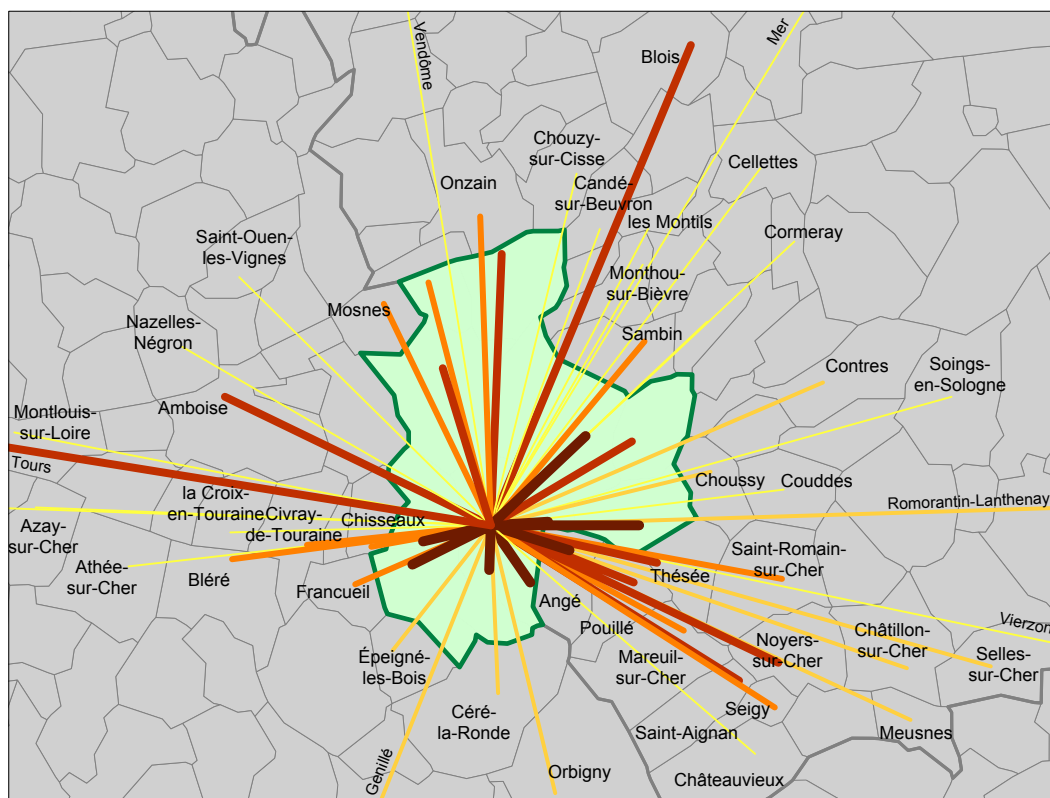 Vendôme
Mer
Blois
Chouzy-
sur-Cisse
Cellettes
Onzain
Candé-
sur-Beuvron
les Montils
Cormeray
Saint-Ouen-
les-Vignes
Monthou-
sur-Bièvre
Mosnes
Nazelles-
Négron
Sambin
Contres
Soings-
en-Sologne
Amboise
Montlouis-
sur-Loire
Tours
Choussy
Couddes
Romorantin-Lanthenay
la Croix-
en-Touraine
Civray-
de-Touraine
Chisseaux
Azay-
sur-Cher
Athée-
sur-Cher
Bléré
Francueil
Thésée
Saint-Romain-
sur-Cher
Angé
Pouillé
Vierzon
Noyers-
sur-Cher
Châtillon-
sur-Cher
Selles-
sur-Cher
Épeigné-
les-Bois
Mareuil-
sur-Cher
Céré-
la-Ronde
Seigy
Saint-Aignan
Meusnes
Genillé
Orbigny
Châteauvieux